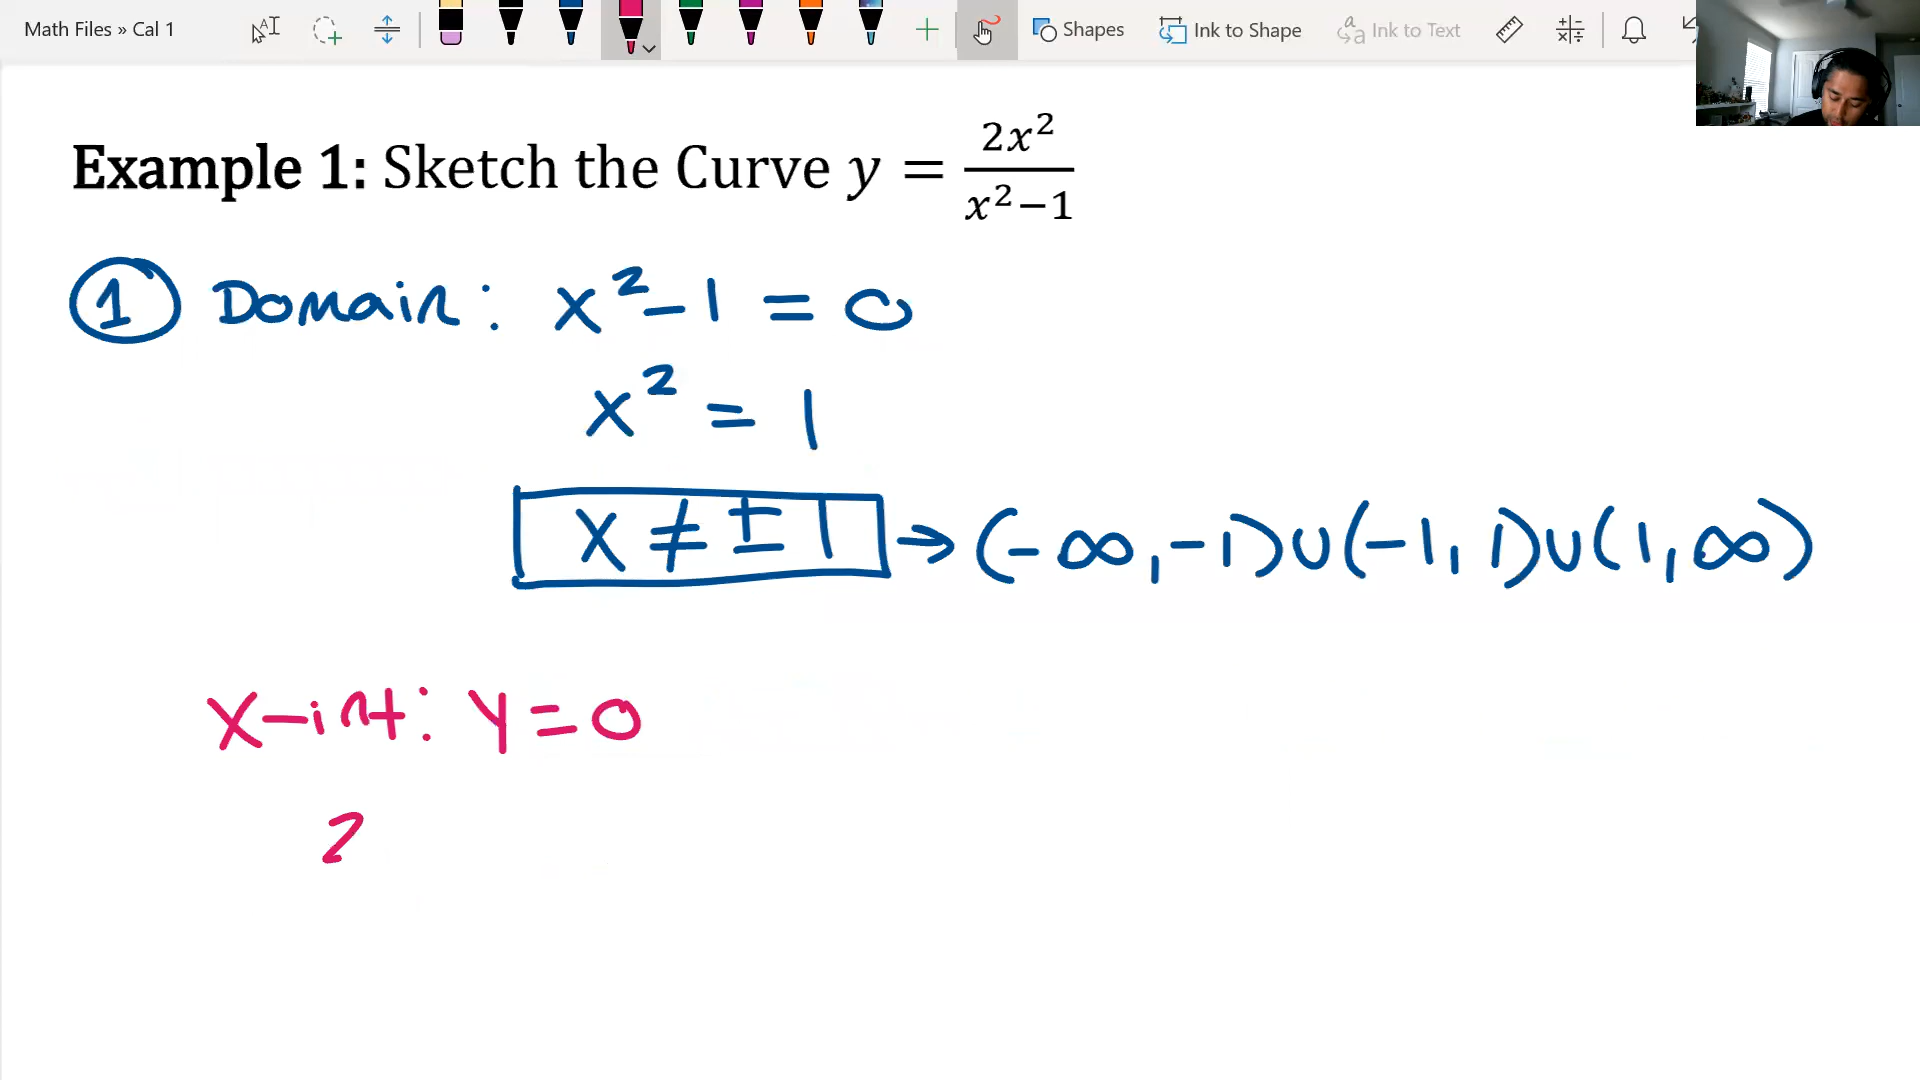 Math Files » Cal 1 Shapes Ink to Shape Ink to Text
Example 1: Sketch the Curve y = 2x²/(x²−1)
① Domain: x² - 1 = 0
x² = 1
x ≠ ± 1 → (-∞, -1) ∪ (-1, 1) ∪ (1, ∞)
x-int: y = 0
2